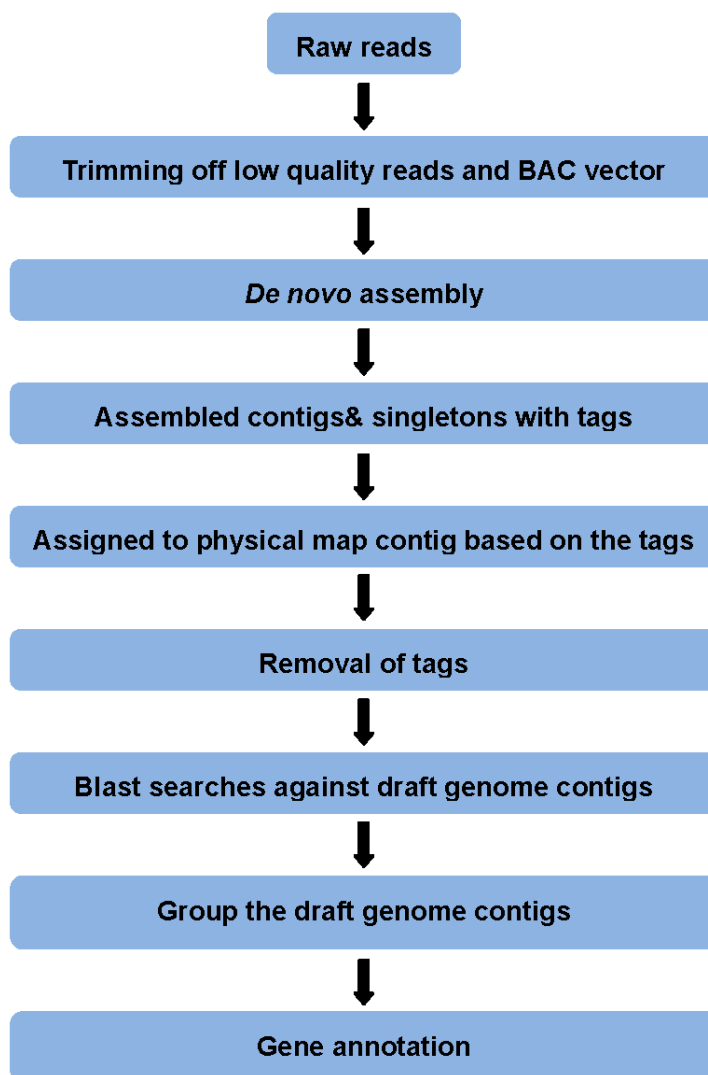 Raw reads
Trimming off low quality reads and BAC vector
De novo assembly
Assembled contigs& singletons with tags
Assigned to physical map contig based on the tags
Removal of tags
Blast searches against draft genome contigs
Group the draft genome contigs
Gene annotation